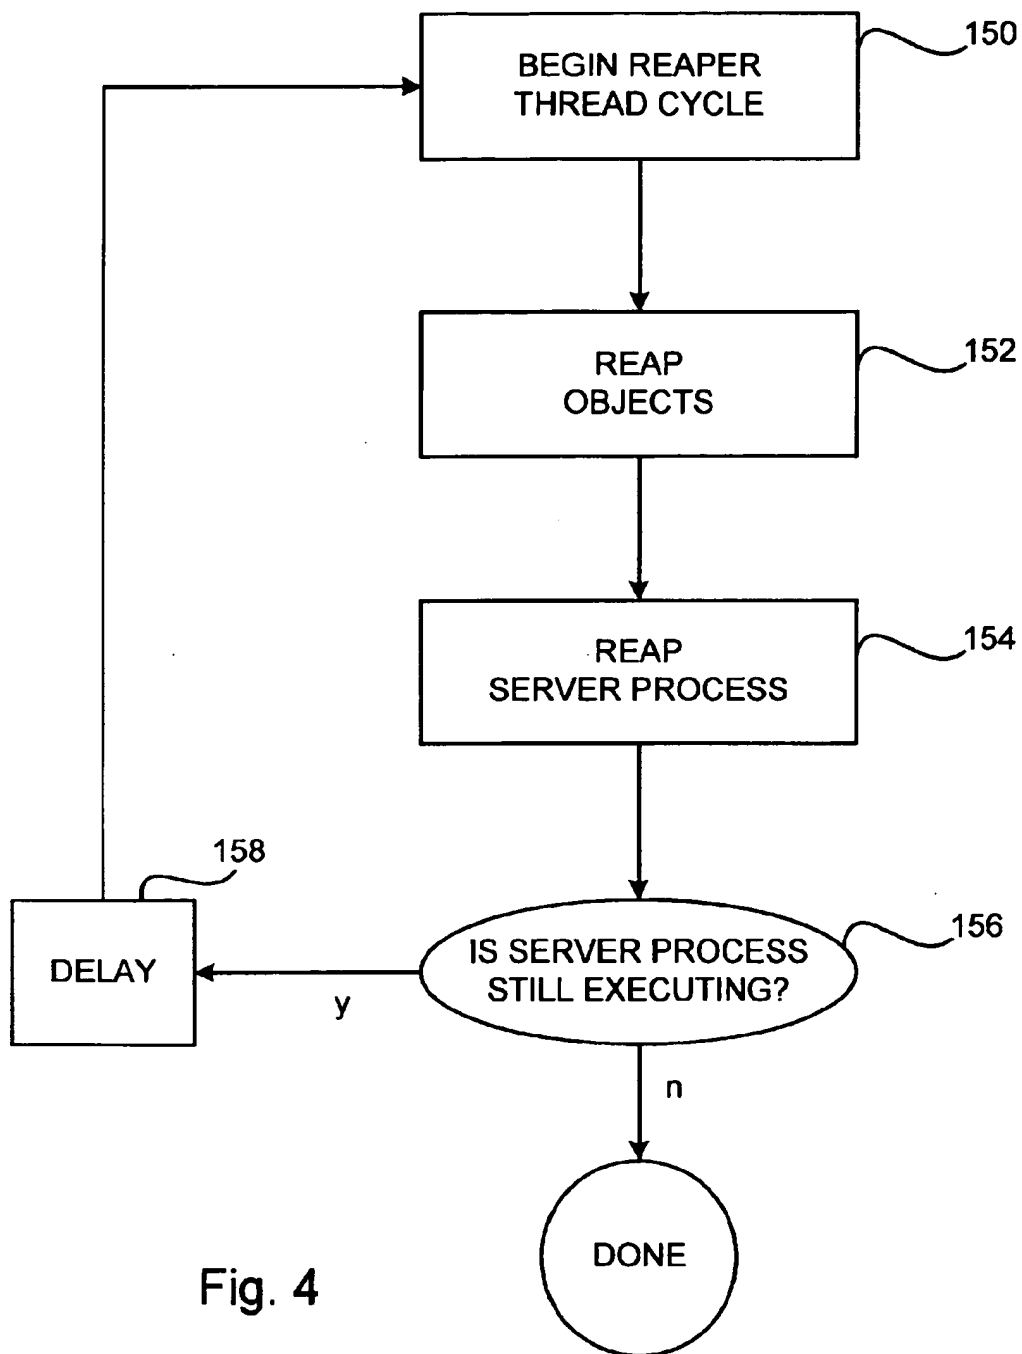 150
BEGIN REAPER
THREAD CYCLE
152
REAP
OBJECTS
154
REAP
SERVER PROCESS
158
156
IS SERVER PROCESS
STILL EXECUTING?
DELAY
y
n
DONE
Fig. 4